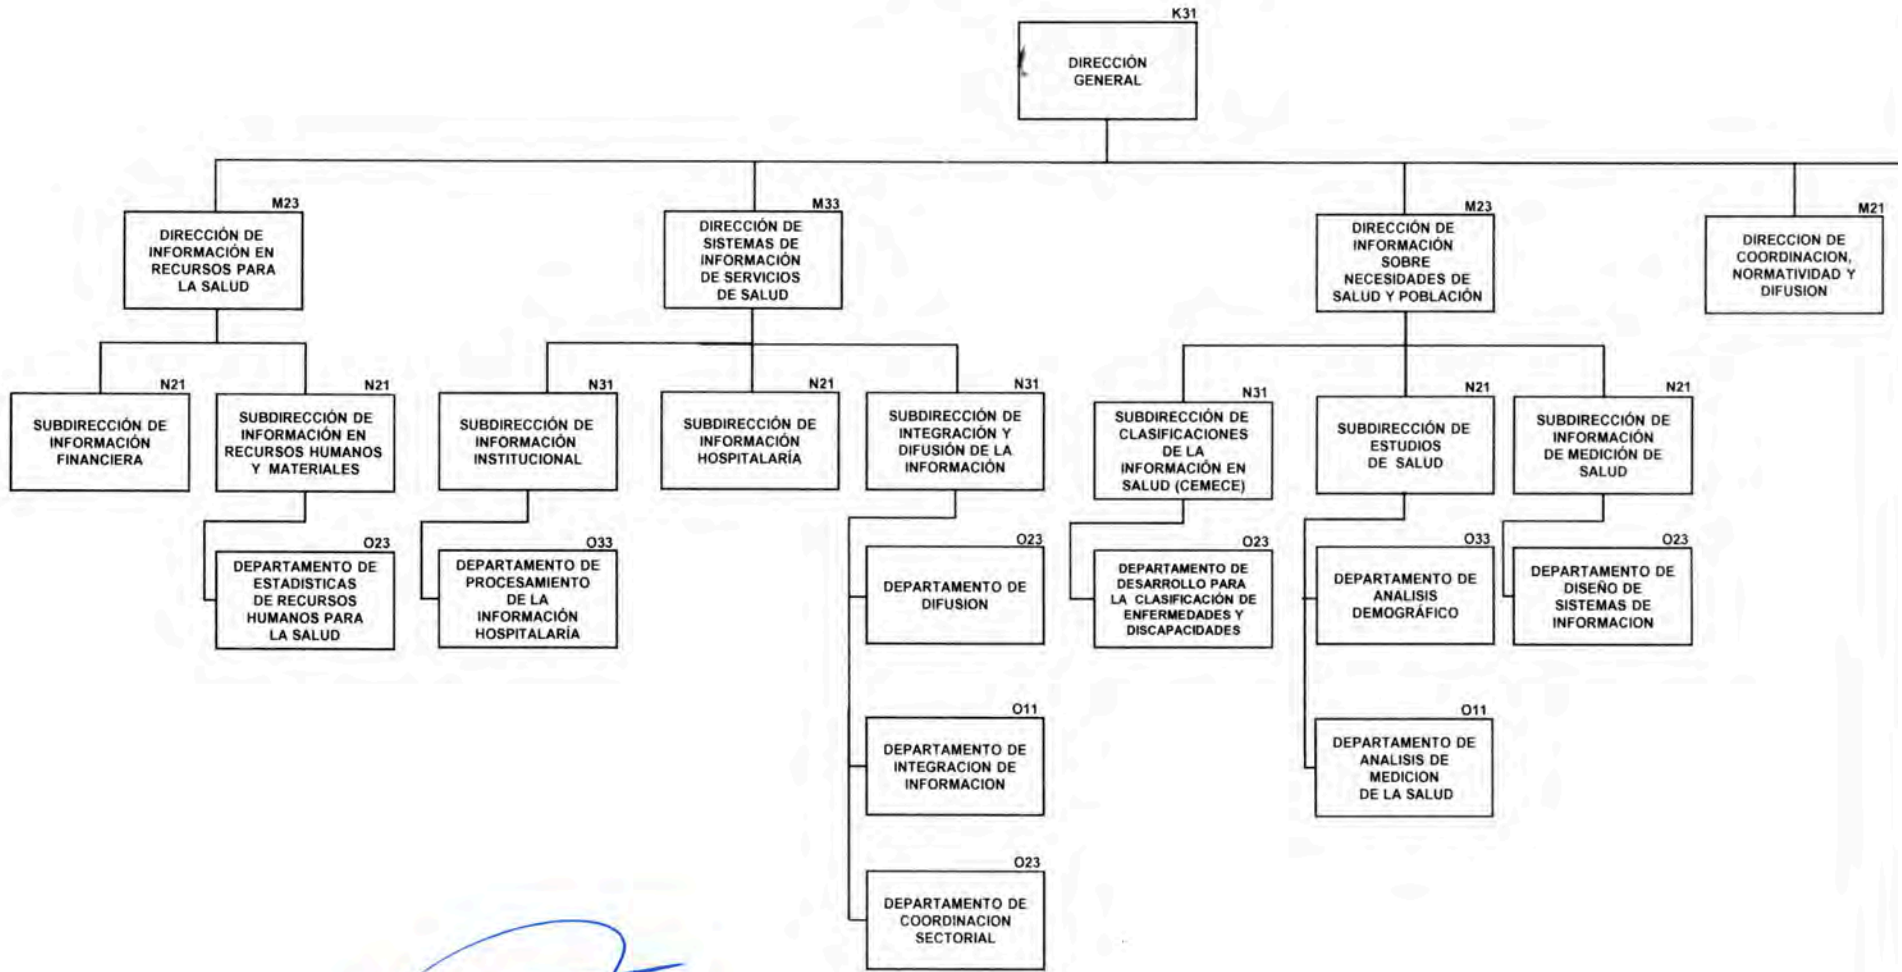 K31
DIRECCIÓN
GENERAL
M23
DIRECCIÓN DE
INFORMACIÓN EN
RECURSOS PARA
LA SALUD
M33
DIRECCIÓN DE
SISTEMAS DE
INFORMACIÓN
DE SERVICIOS
DE SALUD
M23
DIRECCIÓN DE
INFORMACIÓN
SOBRE
NECESIDADES DE
SALUD Y POBLACIÓN
M21
DIRECCION DE
COORDINACION,
NORMATIVIDAD Y
DIFUSION
N21
SUBDIRECCIÓN DE
INFORMACIÓN
FINANCIERA
N21
SUBDIRECCIÓN DE
INFORMACIÓN EN
RECURSOS HUMANOS
Y MATERIALES
N31
SUBDIRECCIÓN DE
INFORMACIÓN
INSTITUCIONAL
N21
SUBDIRECCIÓN DE
INFORMACIÓN
HOSPITALARÍA
N31
SUBDIRECCIÓN DE
INTEGRACIÓN Y
DIFUSIÓN DE LA
INFORMACIÓN
N31
SUBDIRECCIÓN DE
CLASIFICACIONES
DE LA
INFORMACIÓN EN
SALUD (CEMECE)
N21
SUBDIRECCIÓN DE
ESTUDIOS
DE SALUD
N21
SUBDIRECCIÓN DE
INFORMACIÓN
DE MEDICIÓN DE
SALUD
O23
DEPARTAMENTO DE
ESTADISTICAS
DE RECURSOS
HUMANOS PARA
LA SALUD
O33
DEPARTAMENTO DE
PROCESAMIENTO
DE LA
INFORMACIÓN
HOSPITALARÍA
O23
DEPARTAMENTO DE
DIFUSION
O23
DEPARTAMENTO DE
DESARROLLO PARA
LA CLASIFICACIÓN DE
ENFERMEDADES Y
DISCAPACIDADES
O33
DEPARTAMENTO DE
ANALISIS
DEMOGRÁFICO
O23
DEPARTAMENTO DE
DISEÑO DE
SISTEMAS DE
INFORMACION
O11
DEPARTAMENTO DE
INTEGRACION DE
INFORMACION
O11
DEPARTAMENTO DE
ANALISIS DE
MEDICION
DE LA SALUD
O23
DEPARTAMENTO DE
COORDINACION
SECTORIAL